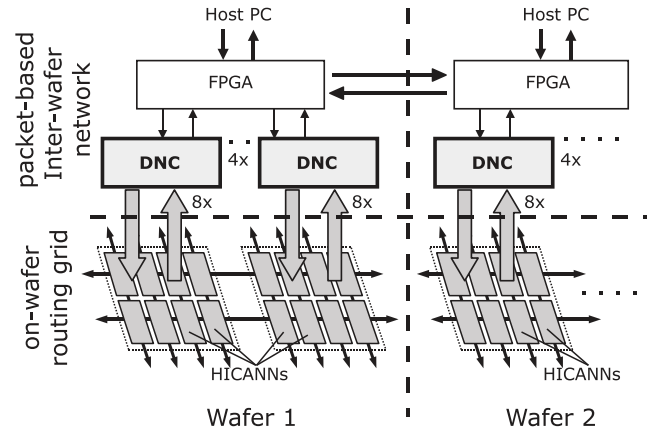 Host PC
Host PC
FPGA
FPGA
packet-based
Inter-wafer
network
DNC
4x
DNC
DNC
4x
8x
8x
8x
on-wafer
routing grid
HICANNs
HICANNs
Wafer 1
Wafer 2